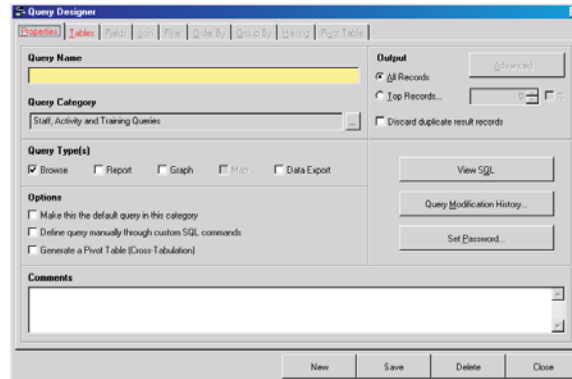 Query Designer
Properties Tables Fields Join Filter Order By Group By Having Pivot Table
Query Name
Query Category
Staff, Activity and Training Queries ...
Query Type(s)
Browse Report Graph Map Data Export
Options
Make this the default query in this category
Define query manually through custom SQL commands
Generate a Pivot Table (Cross-Tabulation)
Output
All Records
Advanced...
Top Records... 0 %
Discard duplicate result records
View SQL
Query Modification History...
Set Password...
Comments
New Save Delete Close